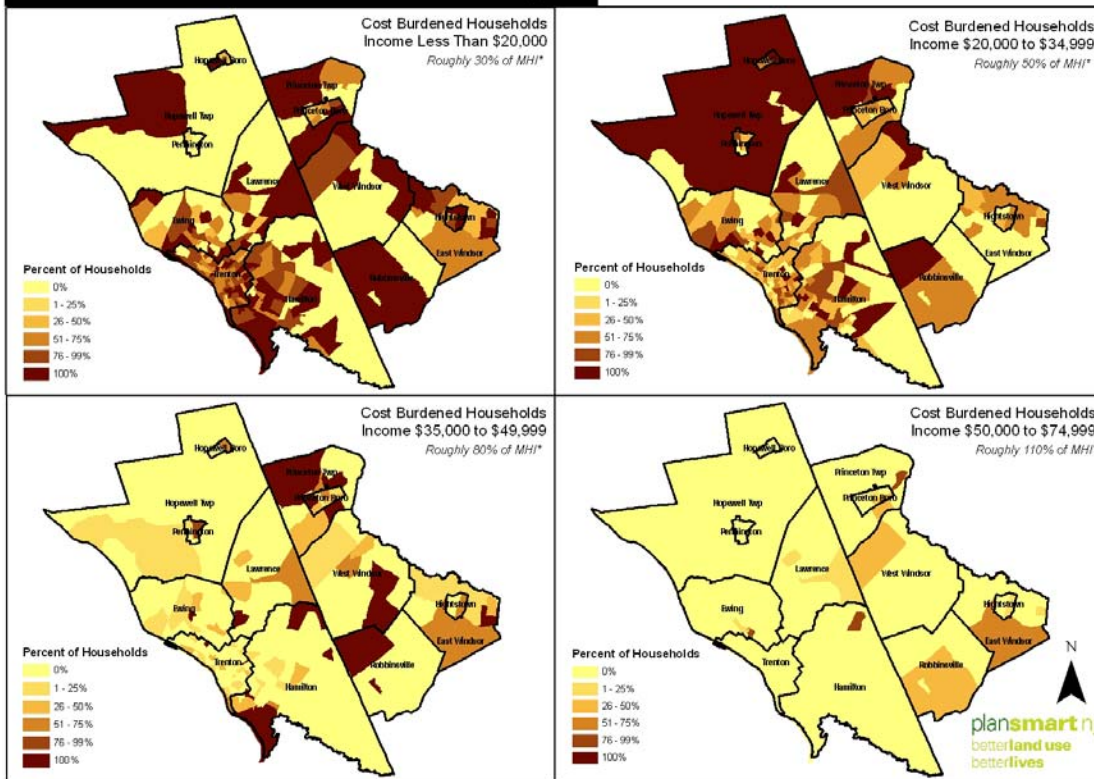 Cost Burdened Households
Income Less Than $20,000
Roughly 30% of MHI*
Hopewell Boro
Princeton Twp
Princeton Boro
Hopewell Twp
Pennington
Lawrence
West Windsor
Ewing
Hightstown
East Windsor
Trenton
Robbinsville
Hamilton
Percent of Households
0%
1 - 25%
26 - 50%
51 - 75%
76 - 99%
100%
Cost Burdened Households
Income $20,000 to $34,999
Roughly 50% of MHI*
Hopewell Boro
Princeton Twp
Princeton Boro
Hopewell Twp
Pennington
Lawrence
West Windsor
Ewing
Hightstown
East Windsor
Trenton
Robbinsville
Hamilton
Percent of Households
0%
1 - 25%
26 - 50%
51 - 75%
76 - 99%
100%
Cost Burdened Households
Income $35,000 to $49,999
Roughly 80% of MHI*
Hopewell Boro
Princeton Twp
Princeton Boro
Hopewell Twp
Pennington
Lawrence
West Windsor
Ewing
Hightstown
East Windsor
Trenton
Robbinsville
Hamilton
Percent of Households
0%
1 - 25%
26 - 50%
51 - 75%
76 - 99%
100%
Cost Burdened Households
Income $50,000 to $74,999
Roughly 110% of MHI
Hopewell Boro
Princeton Twp
Princeton Boro
Hopewell Twp
Pennington
Lawrence
West Windsor
Ewing
Hightstown
East Windsor
Trenton
Robbinsville
Hamilton
Percent of Households
0%
1 - 25%
26 - 50%
51 - 75%
76 - 99%
100%
N
plansmart n
betterland use
betterlives